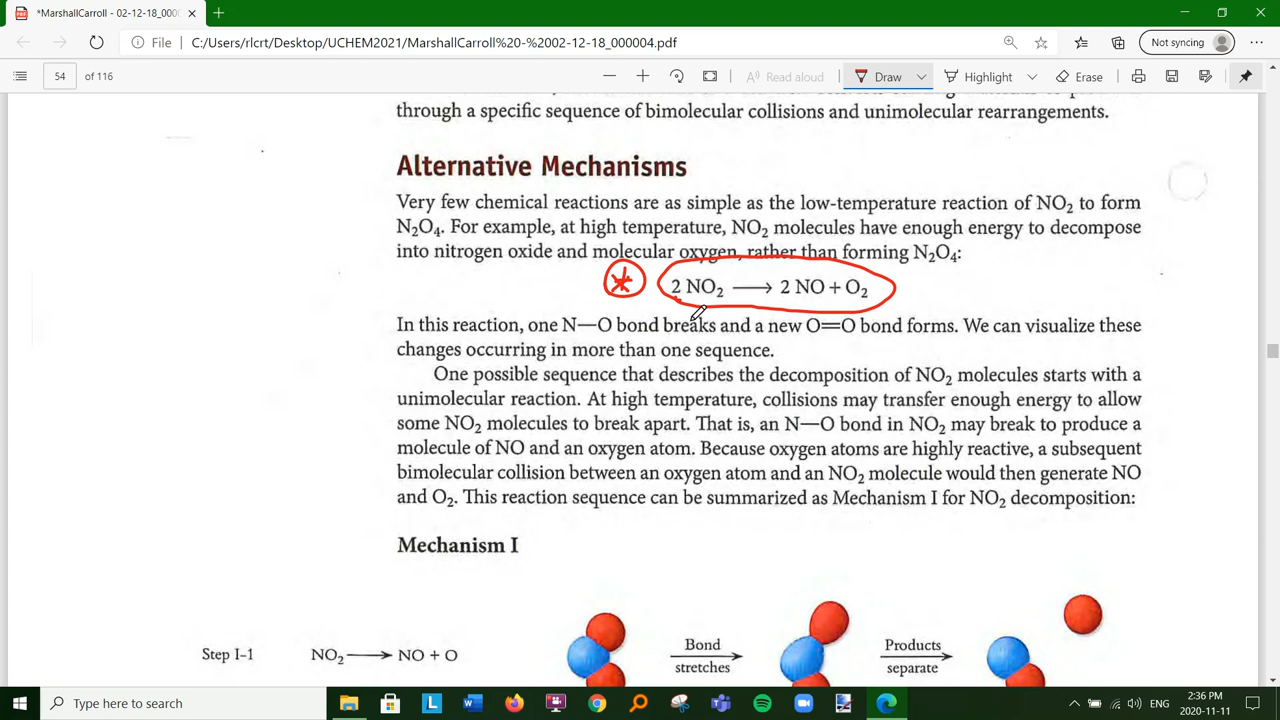 *MarshallCarroll - 02-12-18_000
File
C:/Users/rlcrt/Desktop/UCHEM2021/MarshallCarroll%20-%2002-12-18_000004.pdf
Not syncing
54 of 116
Read aloud
Draw
Highlight
Erase
through a specific sequence of bimolecular collisions and unimolecular rearrangements.
Alternative Mechanisms
Very few chemical reactions are as simple as the low-temperature reaction of NO₂ to form
N₂O₄. For example, at high temperature, NO₂ molecules have enough energy to decompose
into nitrogen oxide and molecular oxygen, rather than forming N₂O₄:
2 NO₂ ⟶ 2 NO + O₂
In this reaction, one N—O bond breaks and a new O=O bond forms. We can visualize these
changes occurring in more than one sequence.
One possible sequence that describes the decomposition of NO₂ molecules starts with a
unimolecular reaction. At high temperature, collisions may transfer enough energy to allow
some NO₂ molecules to break apart. That is, an N—O bond in NO₂ may break to produce a
molecule of NO and an oxygen atom. Because oxygen atoms are highly reactive, a subsequent
bimolecular collision between an oxygen atom and an NO₂ molecule would then generate NO
and O₂. This reaction sequence can be summarized as Mechanism I for NO₂ decomposition:
Mechanism I
Step I-1
NO₂ ⟶ NO + O
Bond
stretches
Products
separate
Type here to search
ENG
2:36 PM
2020-11-11